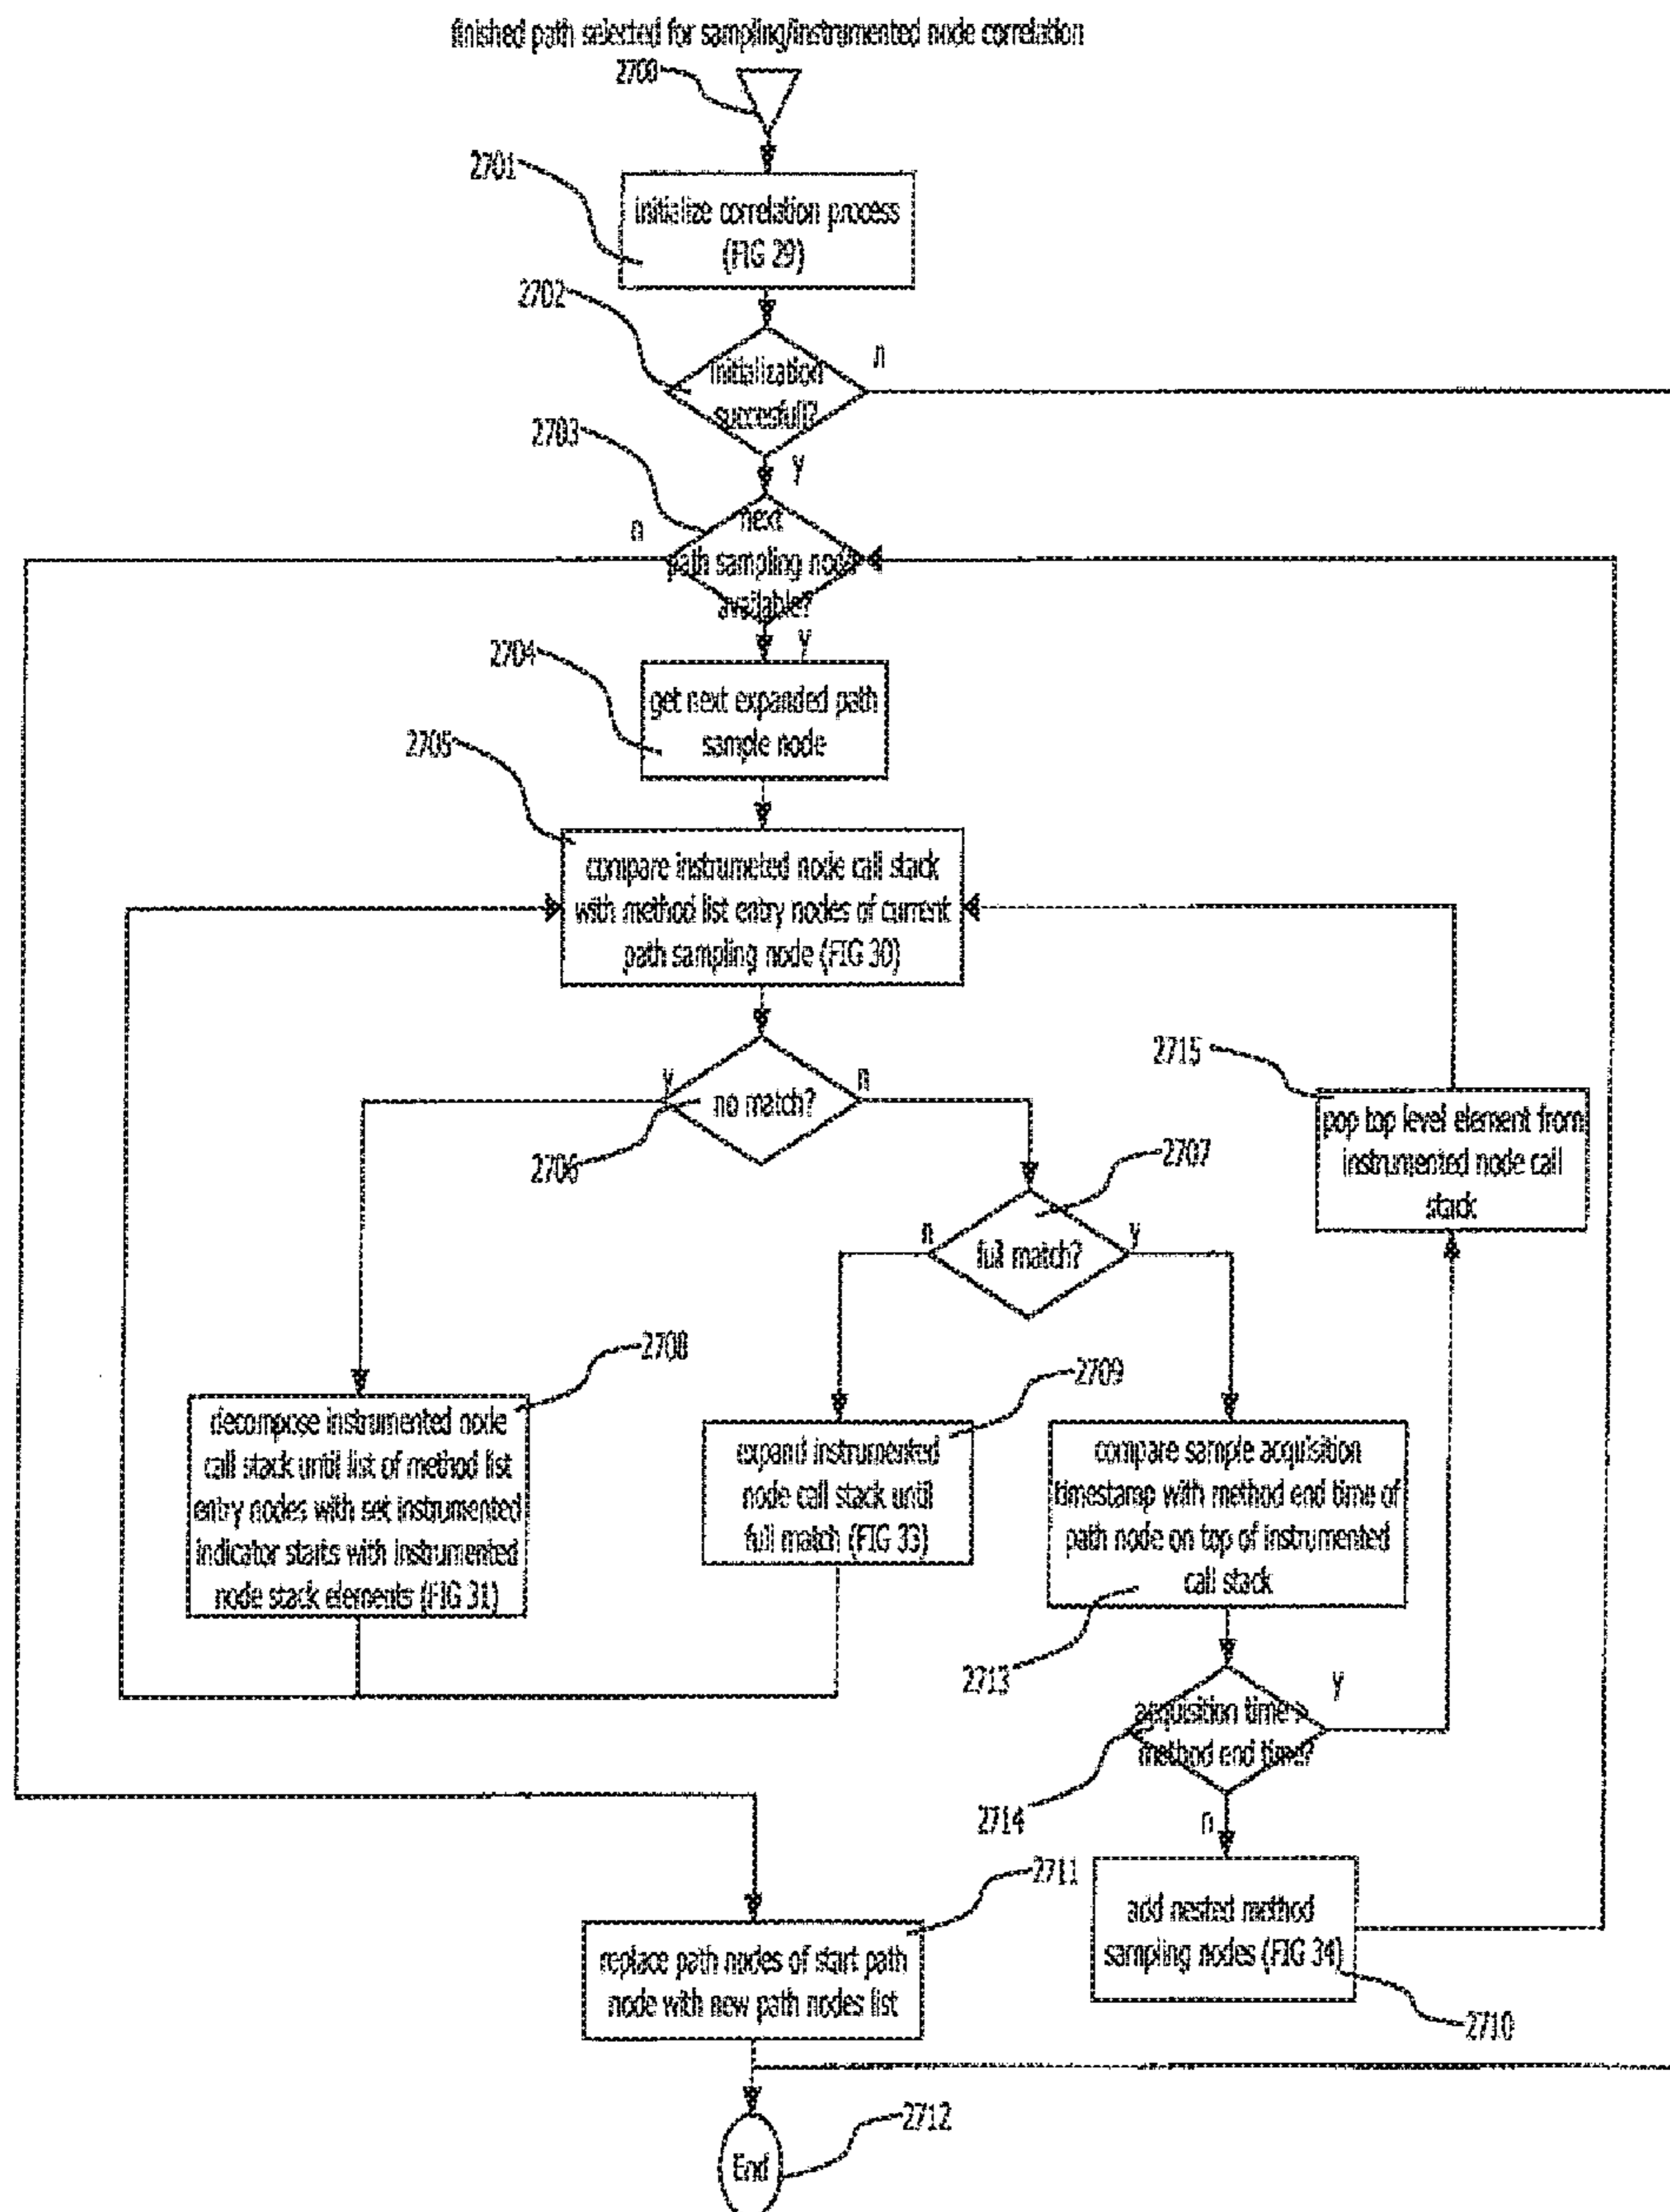 finished path selected for sampling/instrumented node correlation
2700
2701
initialize correlation process
(FIG 29)
2702
initialization
succesfull?
n
y
2703
n
next
path sampling node
available?
y
2704
get next expanded path
sample node
2705
compare instrumeted node call stack
with method list entry nodes of current
path sampling node (FIG 30)
y
no match?
n
2706
2707
n
full match?
y
2715
pop top level element from
instrumented node call
stack
2708
decompose instrumented node
call stack until list of method list
entry nodes with set instrumented
indicator starts with instrumented
node stack elements (FIG 31)
2709
expand instrumented
node call stack until
full match (FIG 33)
compare sample acquisition
timestamp with method end time of
path node on top of instrumented
call stack
2713
acquisition time >
method end time?
y
2714
n
2711
replace path nodes of start path
node with new path nodes list
add nested method
sampling nodes (FIG 34)
2710
2712
End